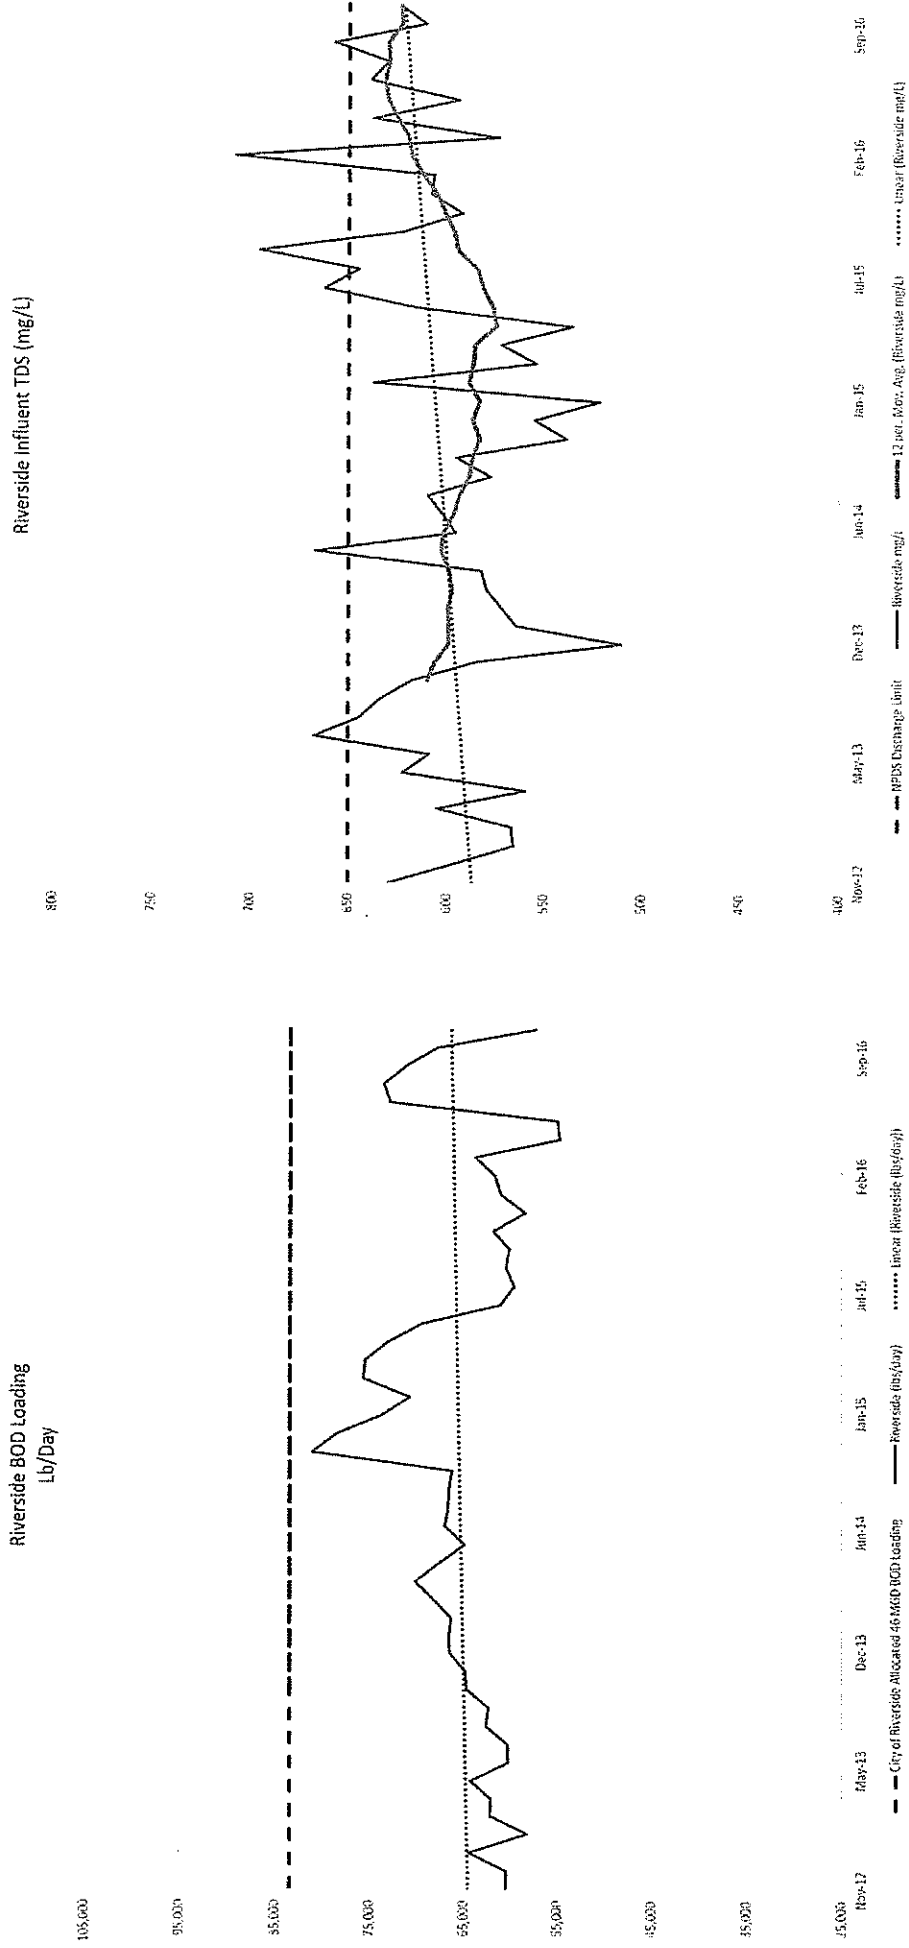 Riverside BOD Loading
Lb/Day
105,000
95,000
85,000
75,000
65,000
55,000
45,000
35,000
25,000
Nov-12 May-13 Dec-13 Jun-14 Jan-15 Jul-15 Feb-16 Sep-16
City of Riverside Allocated 46 MGD BOD Loading Riverside (lbs/day) Linear (Riverside (lbs/day))
Riverside Influent TDS (mg/L)
800
750
700
650
600
550
500
450
400
Nov-12 May-13 Dec-13 Jun-14 Jan-15 Jul-15 Feb-16 Sep-16
NPDS Discharge Limit Riverside mg/l 12 per. Mov. Avg. (Riverside mg/L) Linear (Riverside mg/L)